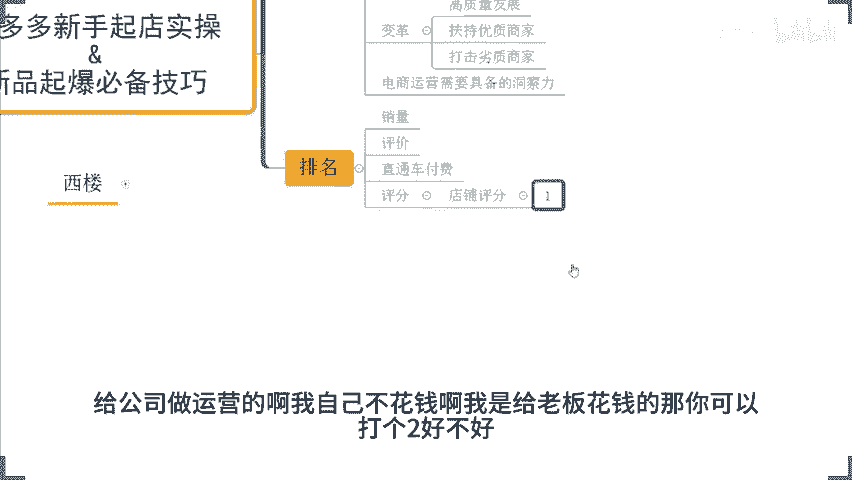 多多新手起店实操
&
新品起爆必备技巧
高质量发展
变革
扶持优质商家
打击劣质商家
电商运营需要具备的洞察力
销量
评价
排名
直通车付费
评分
店铺评分
1
西楼
给公司做运营的啊我自己不花钱啊我是给老板花钱的那你可以
打个2好不好